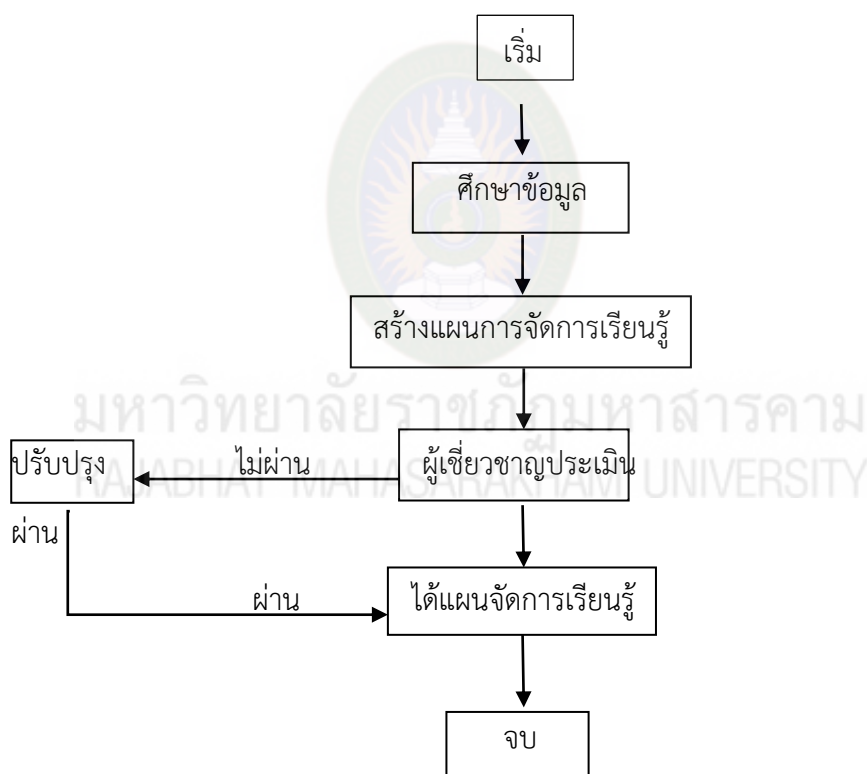 เริ่ม
ศึกษาข้อมูล
สร้างแผนการจัดการเรียนรู้
มหาวิทยาลัยราชภัฏมหาสารคาม
ปรับปรุง
ไม่ผ่าน
ผู้เชี่ยวชาญประเมิน
RAJABHAT MAHASARAKHAM UNIVERSITY
ผ่าน
ผ่าน
ได้แผนจัดการเรียนรู้
จบ